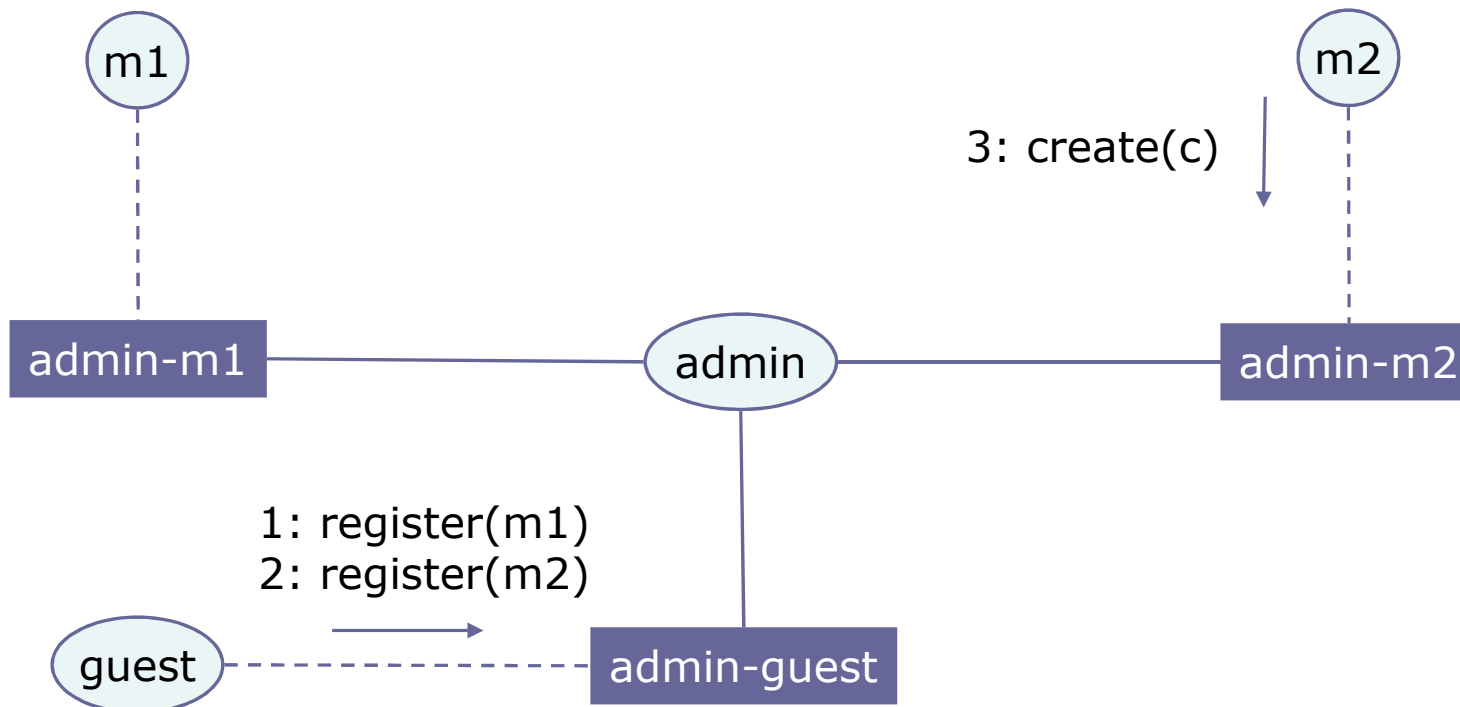 m1
m2
3: create(c)
admin-m1
admin
admin-m2
1: register(m1)
2: register(m2)
guest
admin-guest